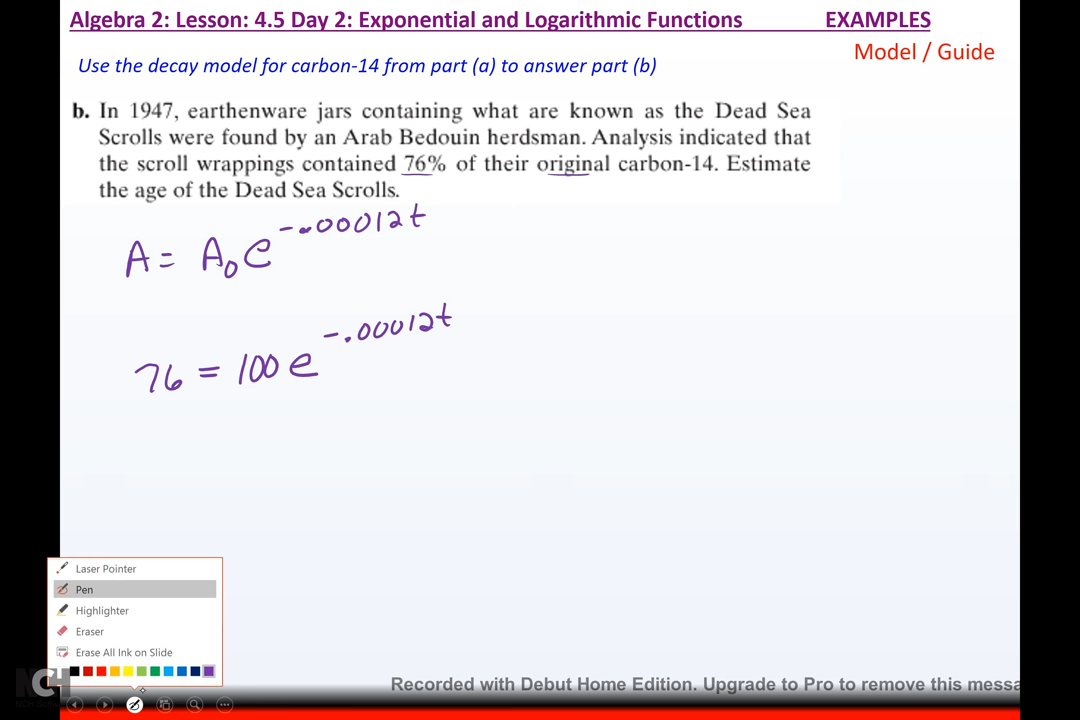 Algebra 2: Lesson: 4.5 Day 2: Exponential and Logarithmic Functions EXAMPLES
Model / Guide
Use the decay model for carbon-14 from part (a) to answer part (b)
b. In 1947, earthenware jars containing what are known as the Dead Sea
Scrolls were found by an Arab Bedouin herdsman. Analysis indicated that
the scroll wrappings contained 76% of their original carbon-14. Estimate
the age of the Dead Sea Scrolls.
A = A₀e^-.00012t
76 = 100e^-.00012t
Laser Pointer
Pen
Highlighter
Eraser
Erase All Ink on Slide
NCH
Recorded with Debut Home Edition. Upgrade to Pro to remove this messa